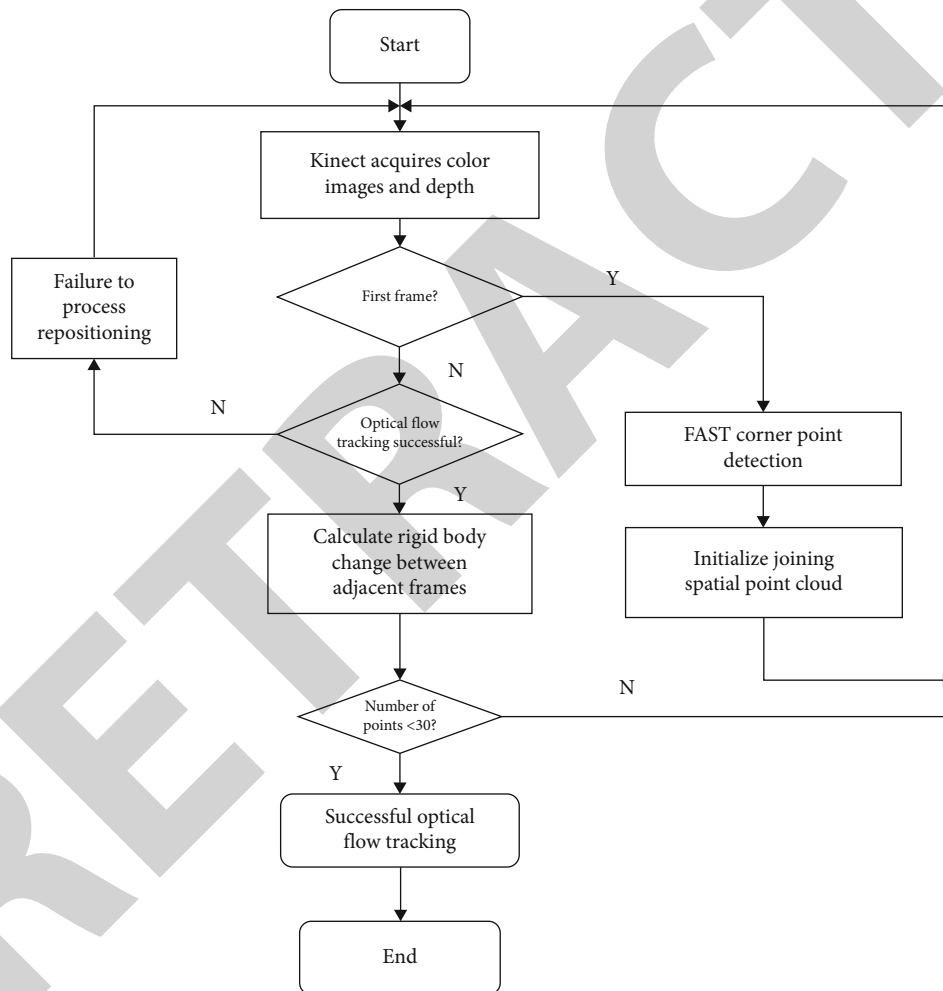 Start
Kinect acquires color
images and depth
First frame?
Y
N
Failure to
process
repositioning
N
Optical flow
tracking successful?
Y
FAST corner point
detection
Calculate rigid body
change between
adjacent frames
Initialize joining
spatial point cloud
N
Number of
points <30?
Y
Successful optical
flow tracking
End
RETRACT